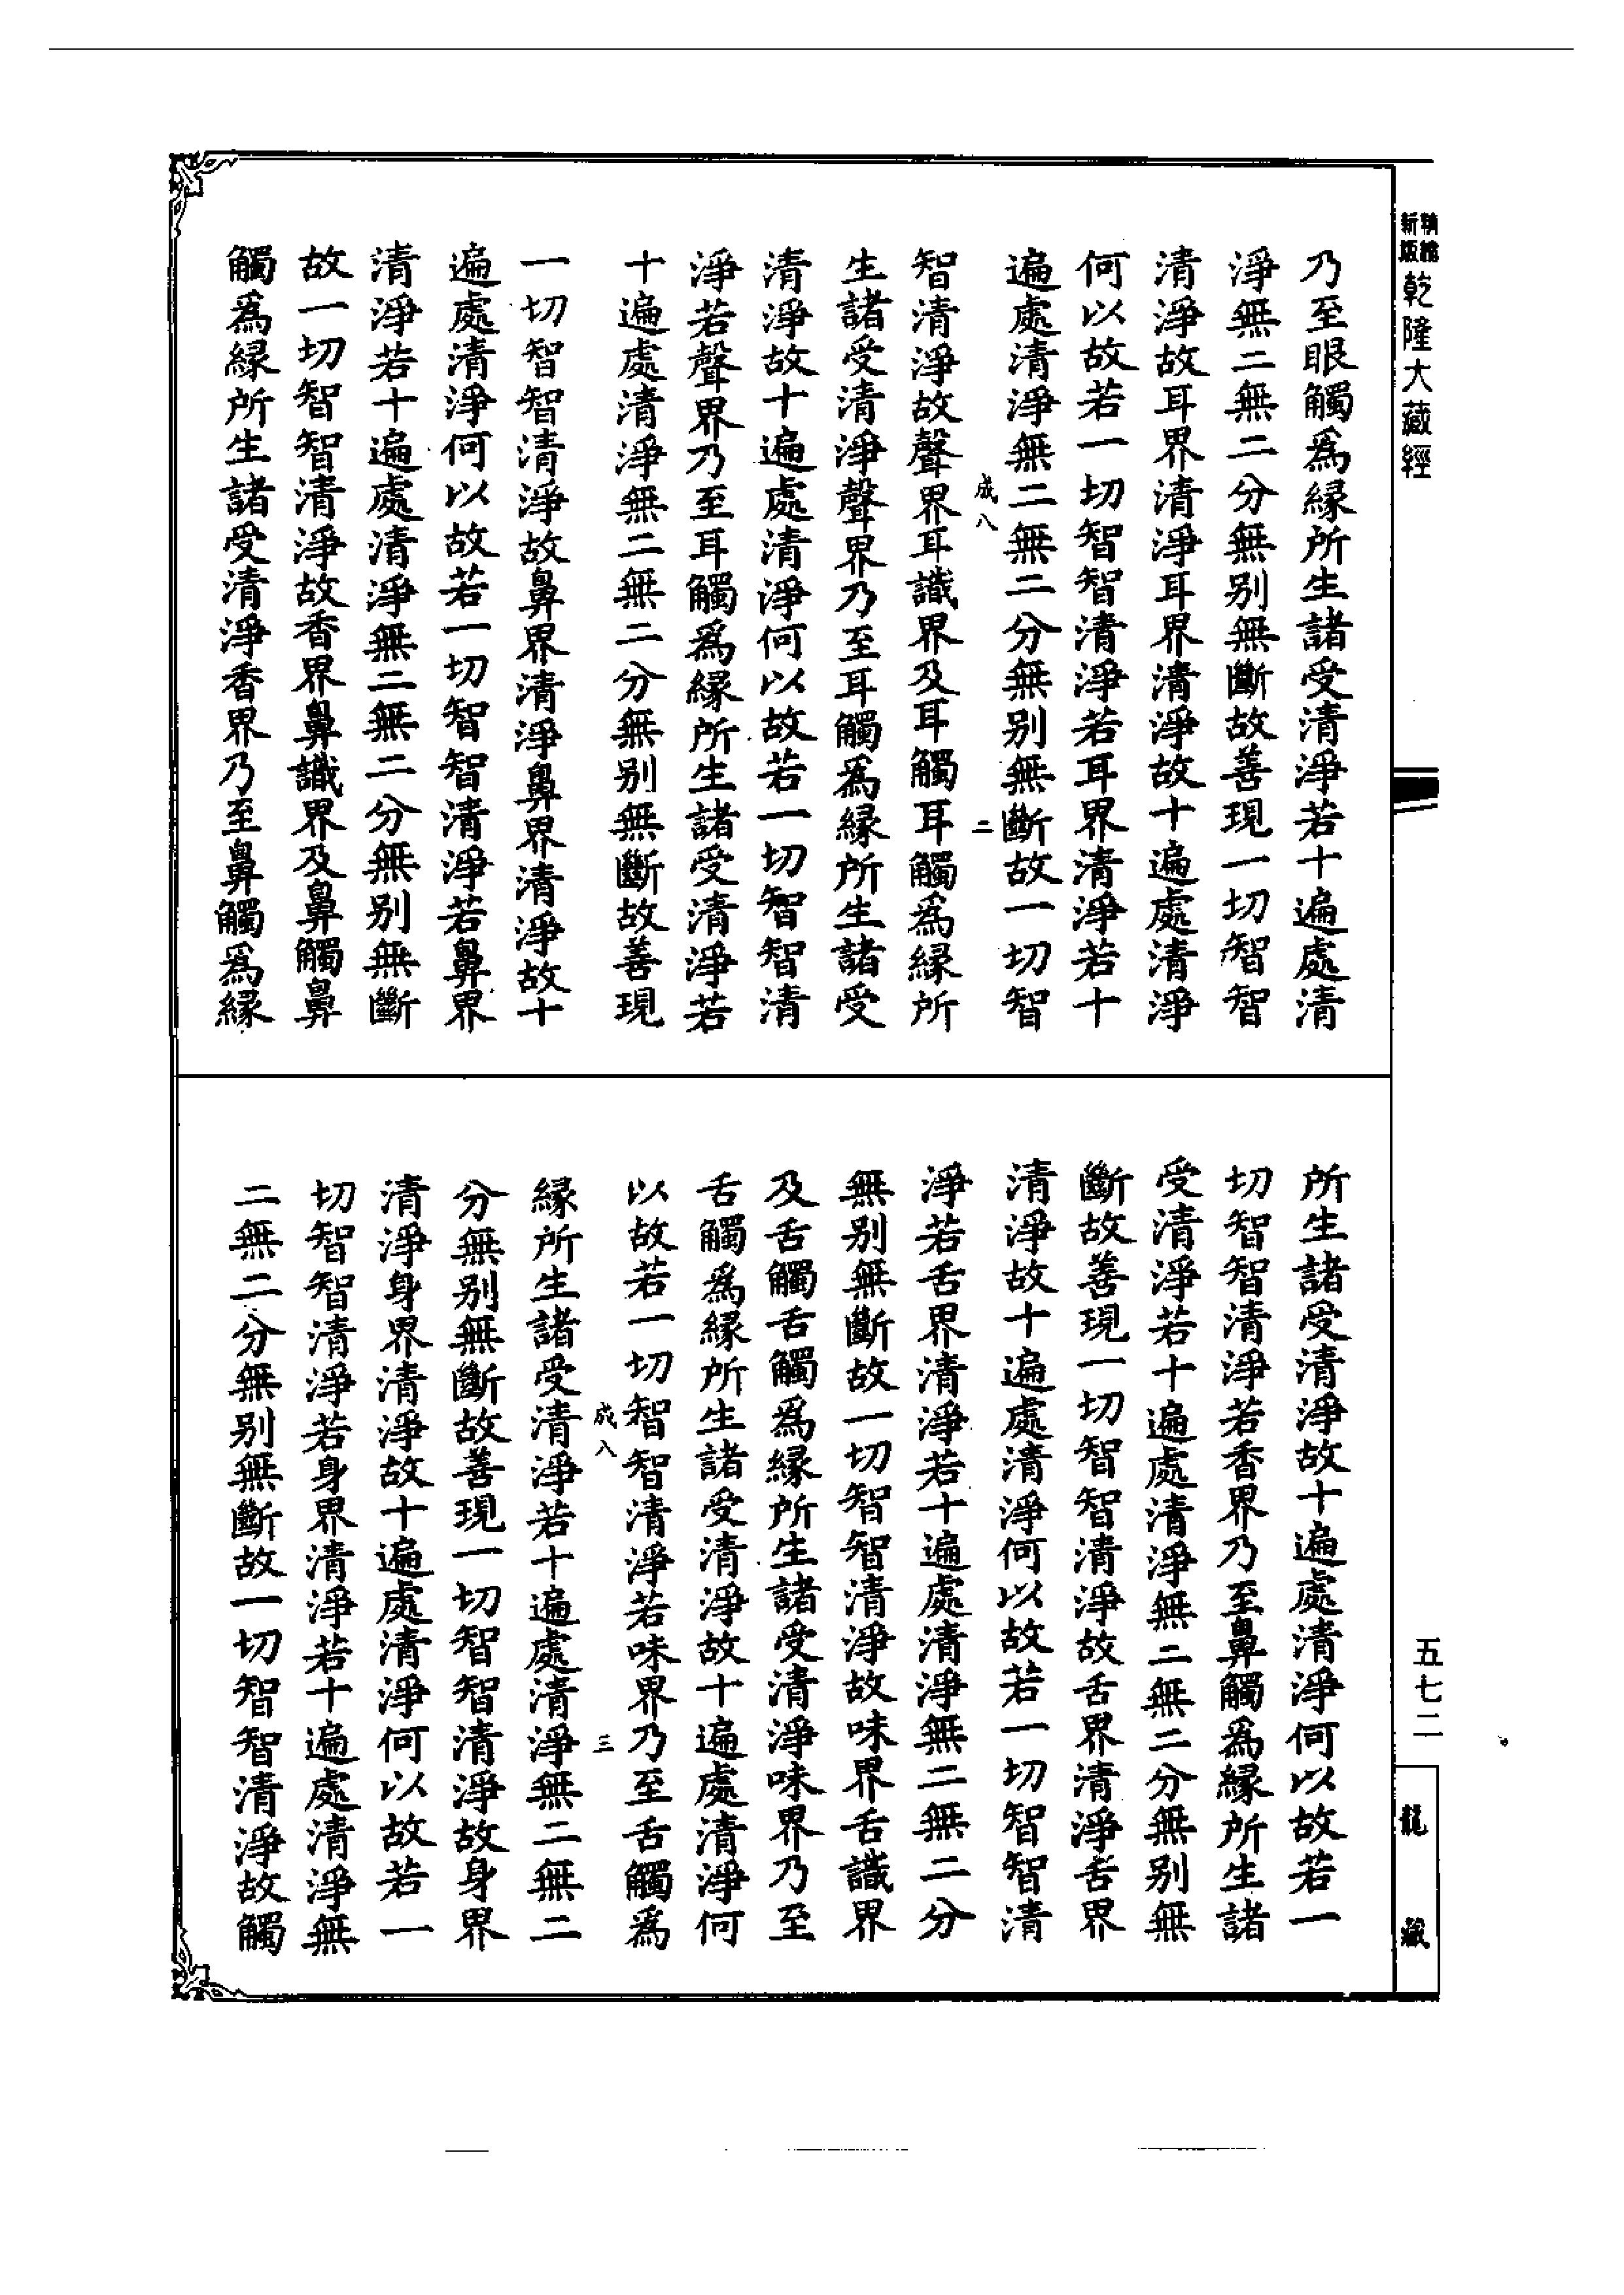 精緻
新版
乾隆大藏經
乃至眼觸爲緣所生諸受清淨若十遍處清
淨無二無二分無别無斷故善現一切智智
清淨故耳界清淨耳界清淨故十遍處清淨
何以故若一切智智清淨若耳界清淨若十
遍處清淨無二無二分無别無斷故一切智
成八
二
智清淨故聲界耳識界及耳觸耳觸爲緣所
生諸受清淨聲界乃至耳觸爲緣所生諸受
清淨故十遍處清淨何以故若一切智智清
淨若聲界乃至耳觸爲緣所生諸受清淨若
十遍處清淨無二無二分無别無斷故善現
一切智智清淨故鼻界清淨鼻界清淨故十
遍處清淨何以故若一切智智清淨若鼻界
清淨若十遍處清淨無二無二分無别無斷
故一切智智清淨故香界鼻識界及鼻觸鼻
觸爲緣所生諸受清淨香界乃至鼻觸爲緣
所生諸受清淨故十遍處清淨何以故若一
切智智清淨若香界乃至鼻觸爲緣所生諸
受清淨若十遍處清淨無二無二分無别無
斷故善現一切智智清淨故舌界清淨舌界
清淨故十遍處清淨何以故若一切智智清
淨若舌界清淨若十遍處清淨無二無二分
無别無斷故一切智智清淨故味界舌識界
及舌觸舌觸爲緣所生諸受清淨味界乃至
舌觸爲緣所生諸受清淨故十遍處清淨何
以故若一切智智清淨若味界乃至舌觸爲
成八
三
緣所生諸受清淨若十遍處清淨無二無二
分無别無斷故善現一切智智清淨故身界
清淨身界清淨故十遍處清淨何以故若一
切智智清淨若身界清淨若十遍處清淨無
二無二分無别無斷故一切智智清淨故觸
五七二
龍藏